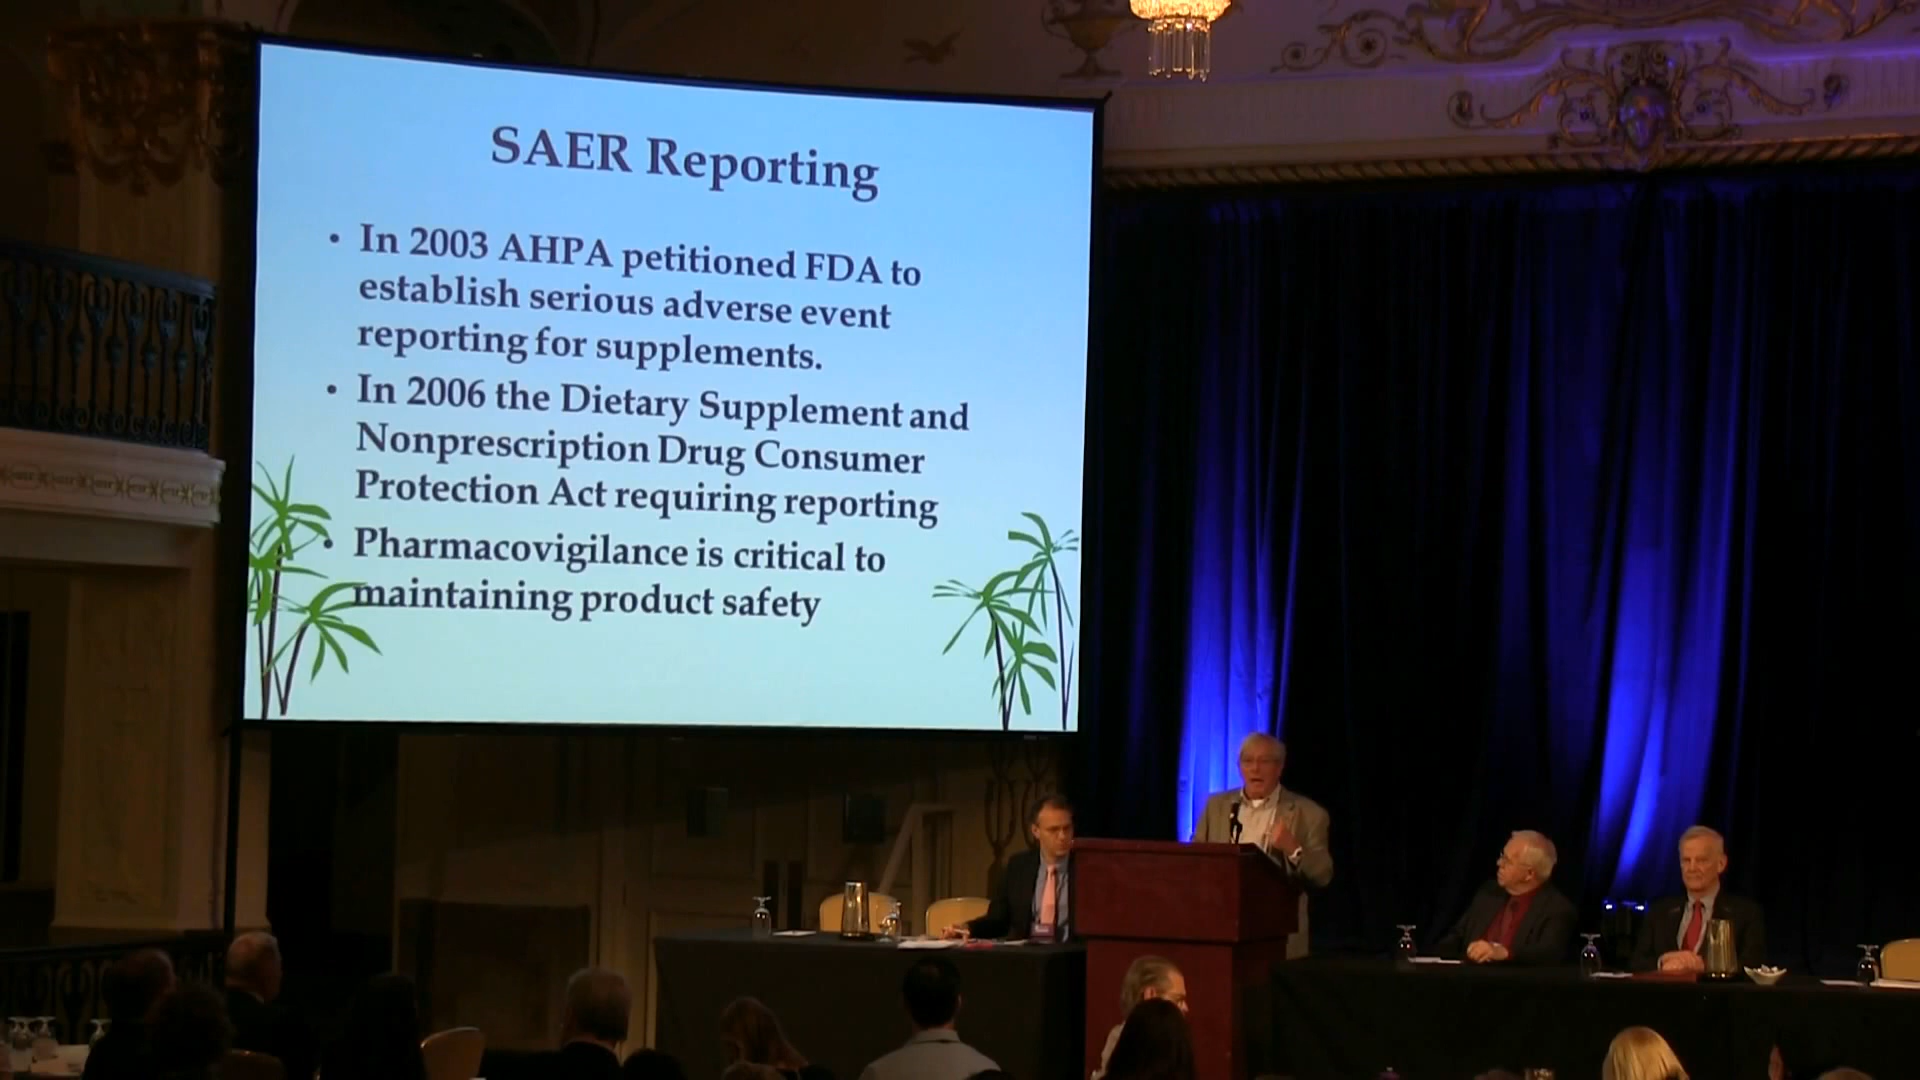 SAER Reporting
• In 2003 AHPA petitioned FDA to
establish serious adverse event
reporting for supplements.
• In 2006 the Dietary Supplement and
Nonprescription Drug Consumer
Protection Act requiring reporting
• Pharmacovigilance is critical to
maintaining product safety